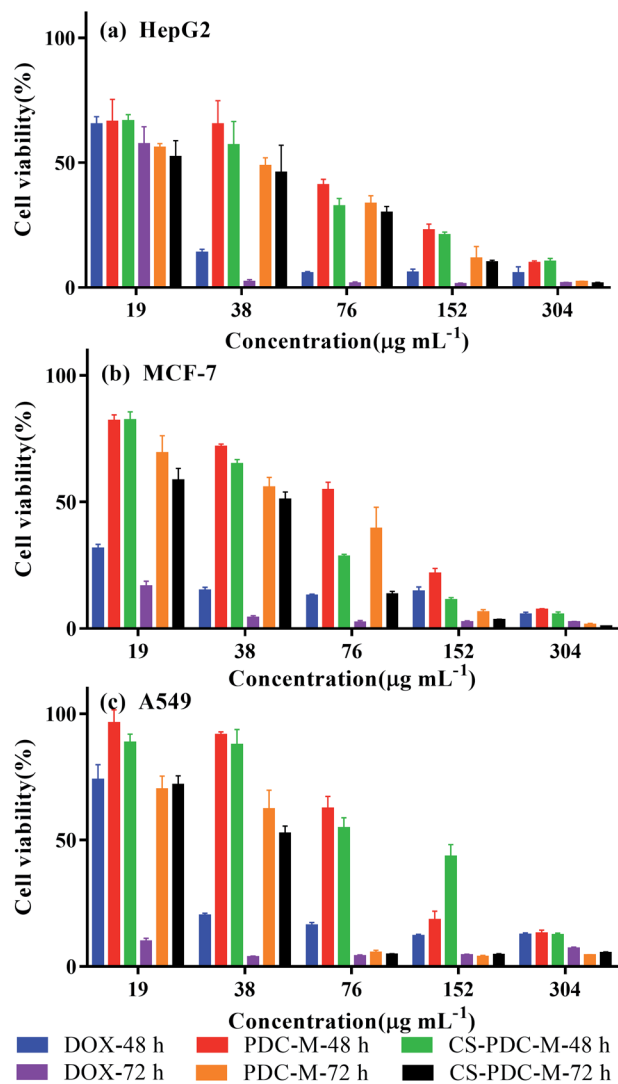 (a) HepG2
100
50
0
Cell viability(%)
19 38 76 152 304
Concentration(μg mL⁻¹)
(b) MCF-7
100
50
0
Cell viability(%)
19 38 76 152 304
Concentration(μg mL⁻¹)
(c) A549
100
50
0
Cell viability(%)
19 38 76 152 304
Concentration(μg mL⁻¹)
DOX-48 h PDC-M-48 h CS-PDC-M-48 h
DOX-72 h PDC-M-72 h CS-PDC-M-72 h